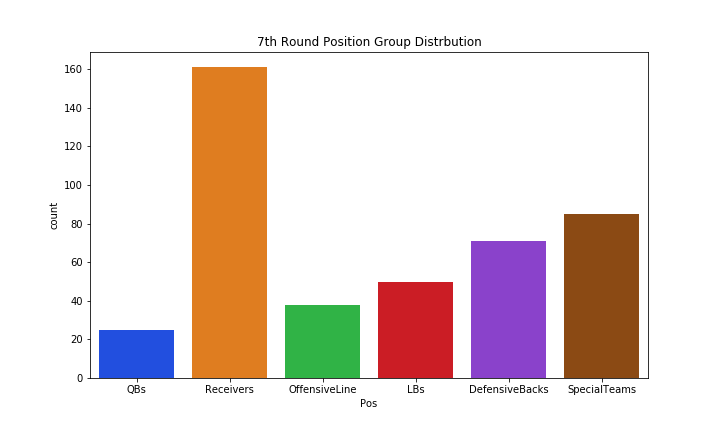 7th Round Position Group Distrbution
count
160
140
120
100
80
60
40
20
0
QBs Receivers OffensiveLine LBs DefensiveBacks SpecialTeams
Pos